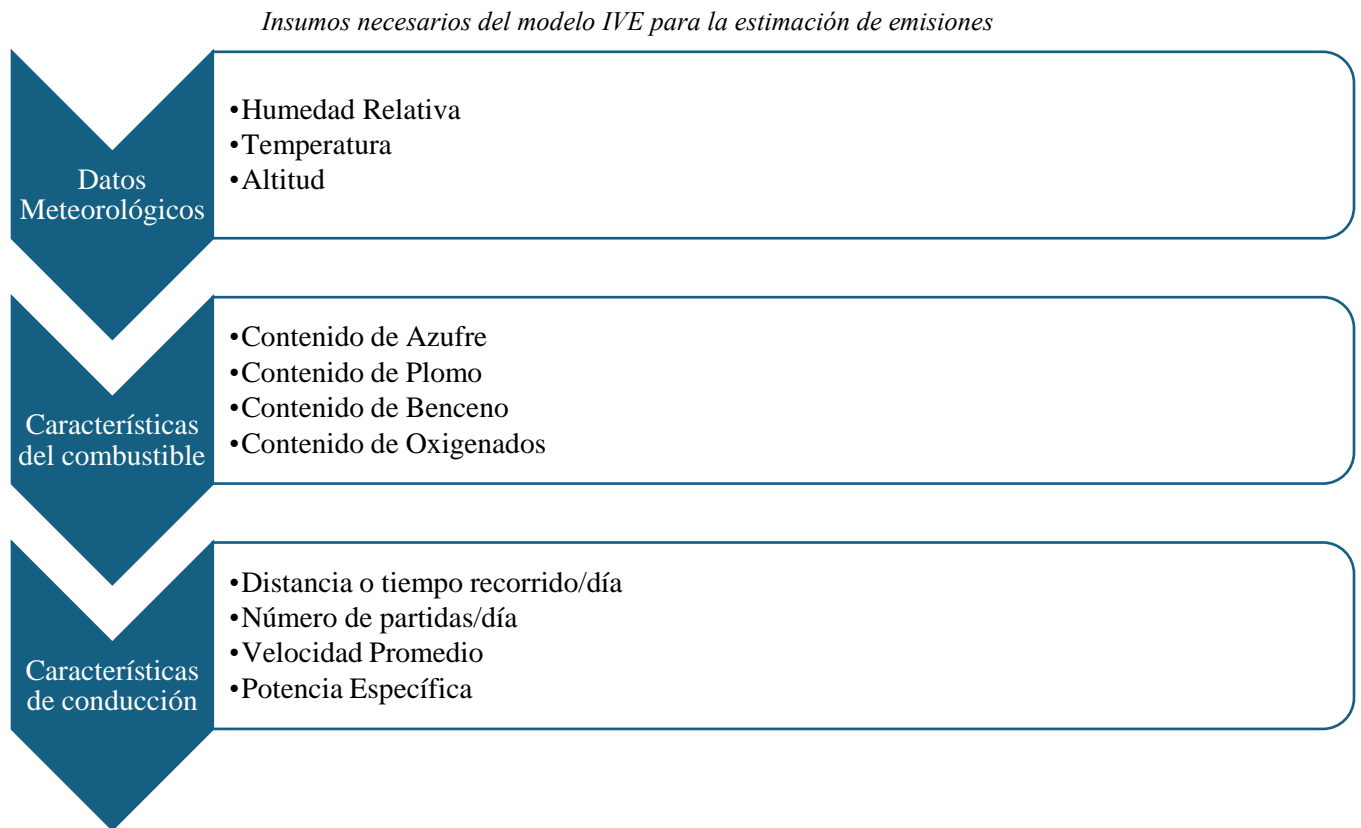 Insumos necesarios del modelo IVE para la estimación de emisiones
Datos
Meteorológicos
•Humedad Relativa
•Temperatura
•Altitud
Características
del combustible
•Contenido de Azufre
•Contenido de Plomo
•Contenido de Benceno
•Contenido de Oxigenados
Características
de conducción
•Distancia o tiempo recorrido/día
•Número de partidas/día
•Velocidad Promedio
•Potencia Específica